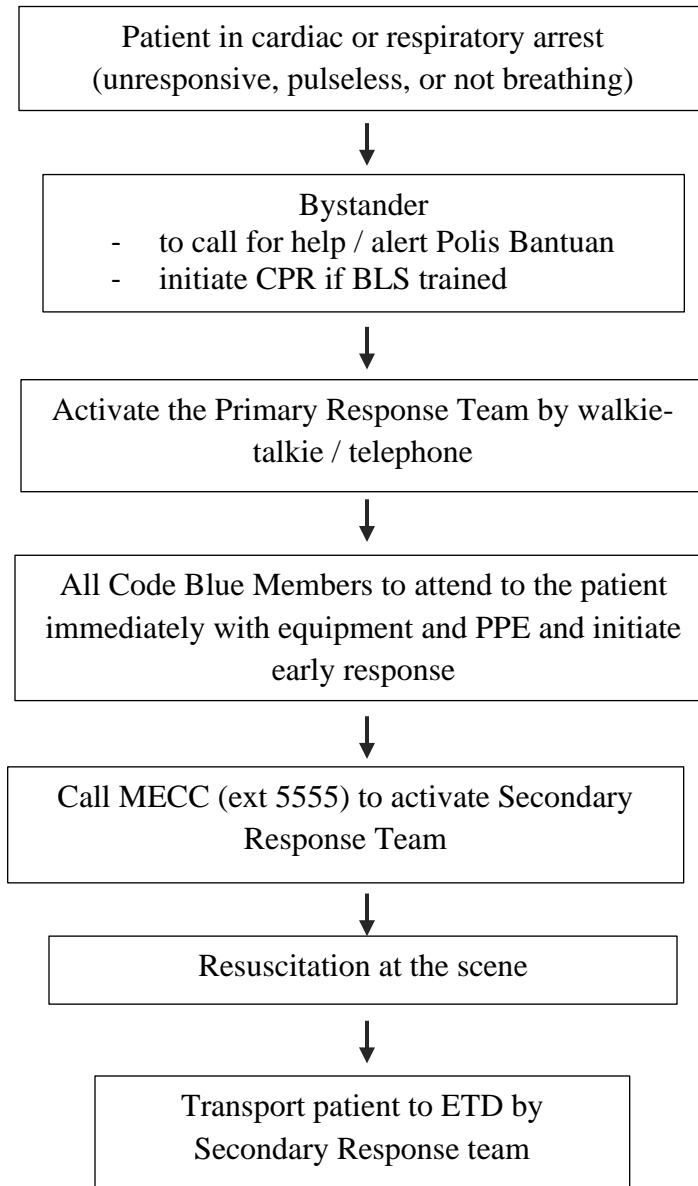 Patient in cardiac or respiratory arrest
(unresponsive, pulseless, or not breathing)
Bystander
- to call for help / alert Polis Bantuan
- initiate CPR if BLS trained
Activate the Primary Response Team by walkie-
talkie / telephone
All Code Blue Members to attend to the patient
immediately with equipment and PPE and initiate
early response
Call MECC (ext 5555) to activate Secondary
Response Team
Resuscitation at the scene
Transport patient to ETD by
Secondary Response team